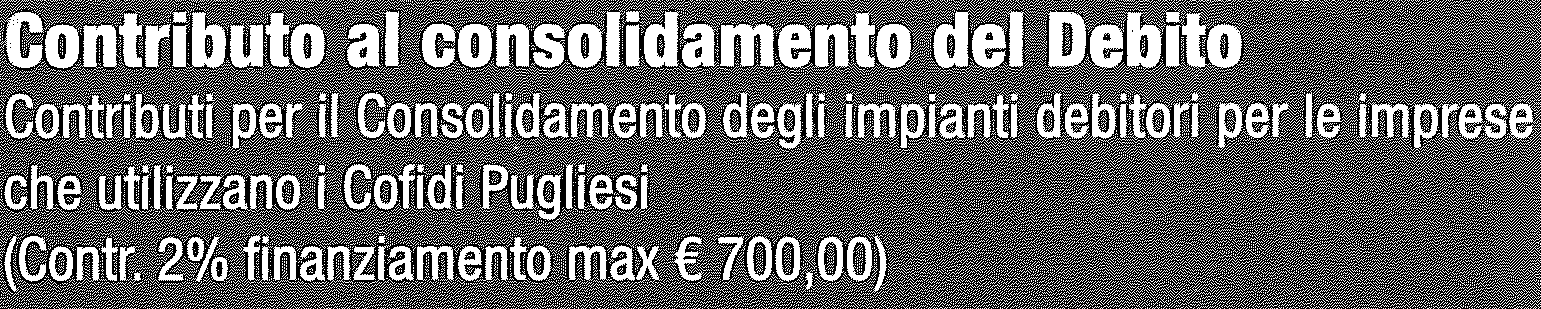 Contributo al consolidamento del Debito
Contributi per il Consolidamento degli impianti debitori per le imprese
che utilizzano i Cofidi Pugliesi
(Contr. 2% finanziamento max € 700,00)